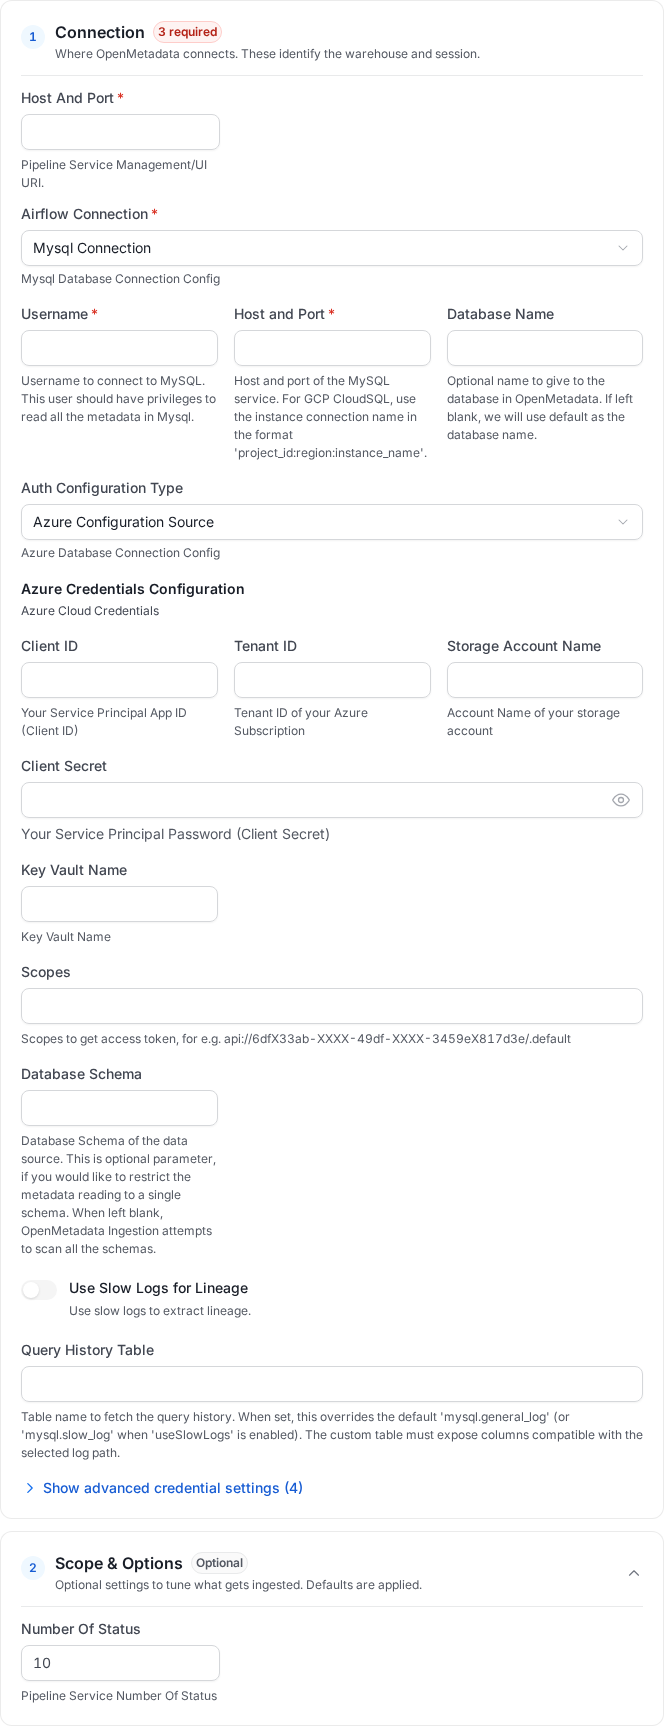 1
Connection 3 required
Where OpenMetadata connects. These identify the warehouse and session.
Host And Port *
Pipeline Service Management/UI
URI.
Airflow Connection *
Mysql Connection
Mysql Database Connection Config
Username * Host and Port * Database Name
Username to connect to MySQL.
This user should have privileges to
read all the metadata in Mysql.
Host and port of the MySQL
service. For GCP CloudSQL, use
the instance connection name in
the format
'project_id:region:instance_name'.
Optional name to give to the
database in OpenMetadata. If left
blank, we will use default as the
database name.
Auth Configuration Type
Azure Configuration Source
Azure Database Connection Config
Azure Credentials Configuration
Azure Cloud Credentials
Client ID Tenant ID Storage Account Name
Your Service Principal App ID
(Client ID)
Tenant ID of your Azure
Subscription
Account Name of your storage
account
Client Secret
Your Service Principal Password (Client Secret)
Key Vault Name
Key Vault Name
Scopes
Scopes to get access token, for e.g. api://6dfX33ab-XXXX-49df-XXXX-3459eX817d3e/.default
Database Schema
Database Schema of the data
source. This is optional parameter,
if you would like to restrict the
metadata reading to a single
schema. When left blank,
OpenMetadata Ingestion attempts
to scan all the schemas.
Use Slow Logs for Lineage
Use slow logs to extract lineage.
Query History Table
Table name to fetch the query history. When set, this overrides the default 'mysql.general_log' (or
'mysql.slow_log' when 'useSlowLogs' is enabled). The custom table must expose columns compatible with the
selected log path.
Show advanced credential settings (4)
2
Scope & Options Optional
Optional settings to tune what gets ingested. Defaults are applied.
Number Of Status
10
Pipeline Service Number Of Status